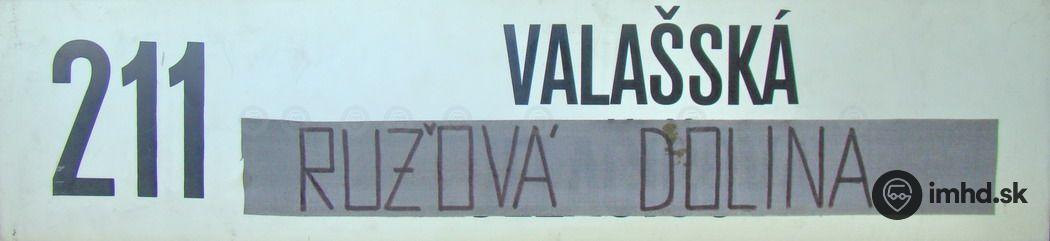 211
VALAŠSKÁ
RUŽOVÁ DOLINA
imhd.sk